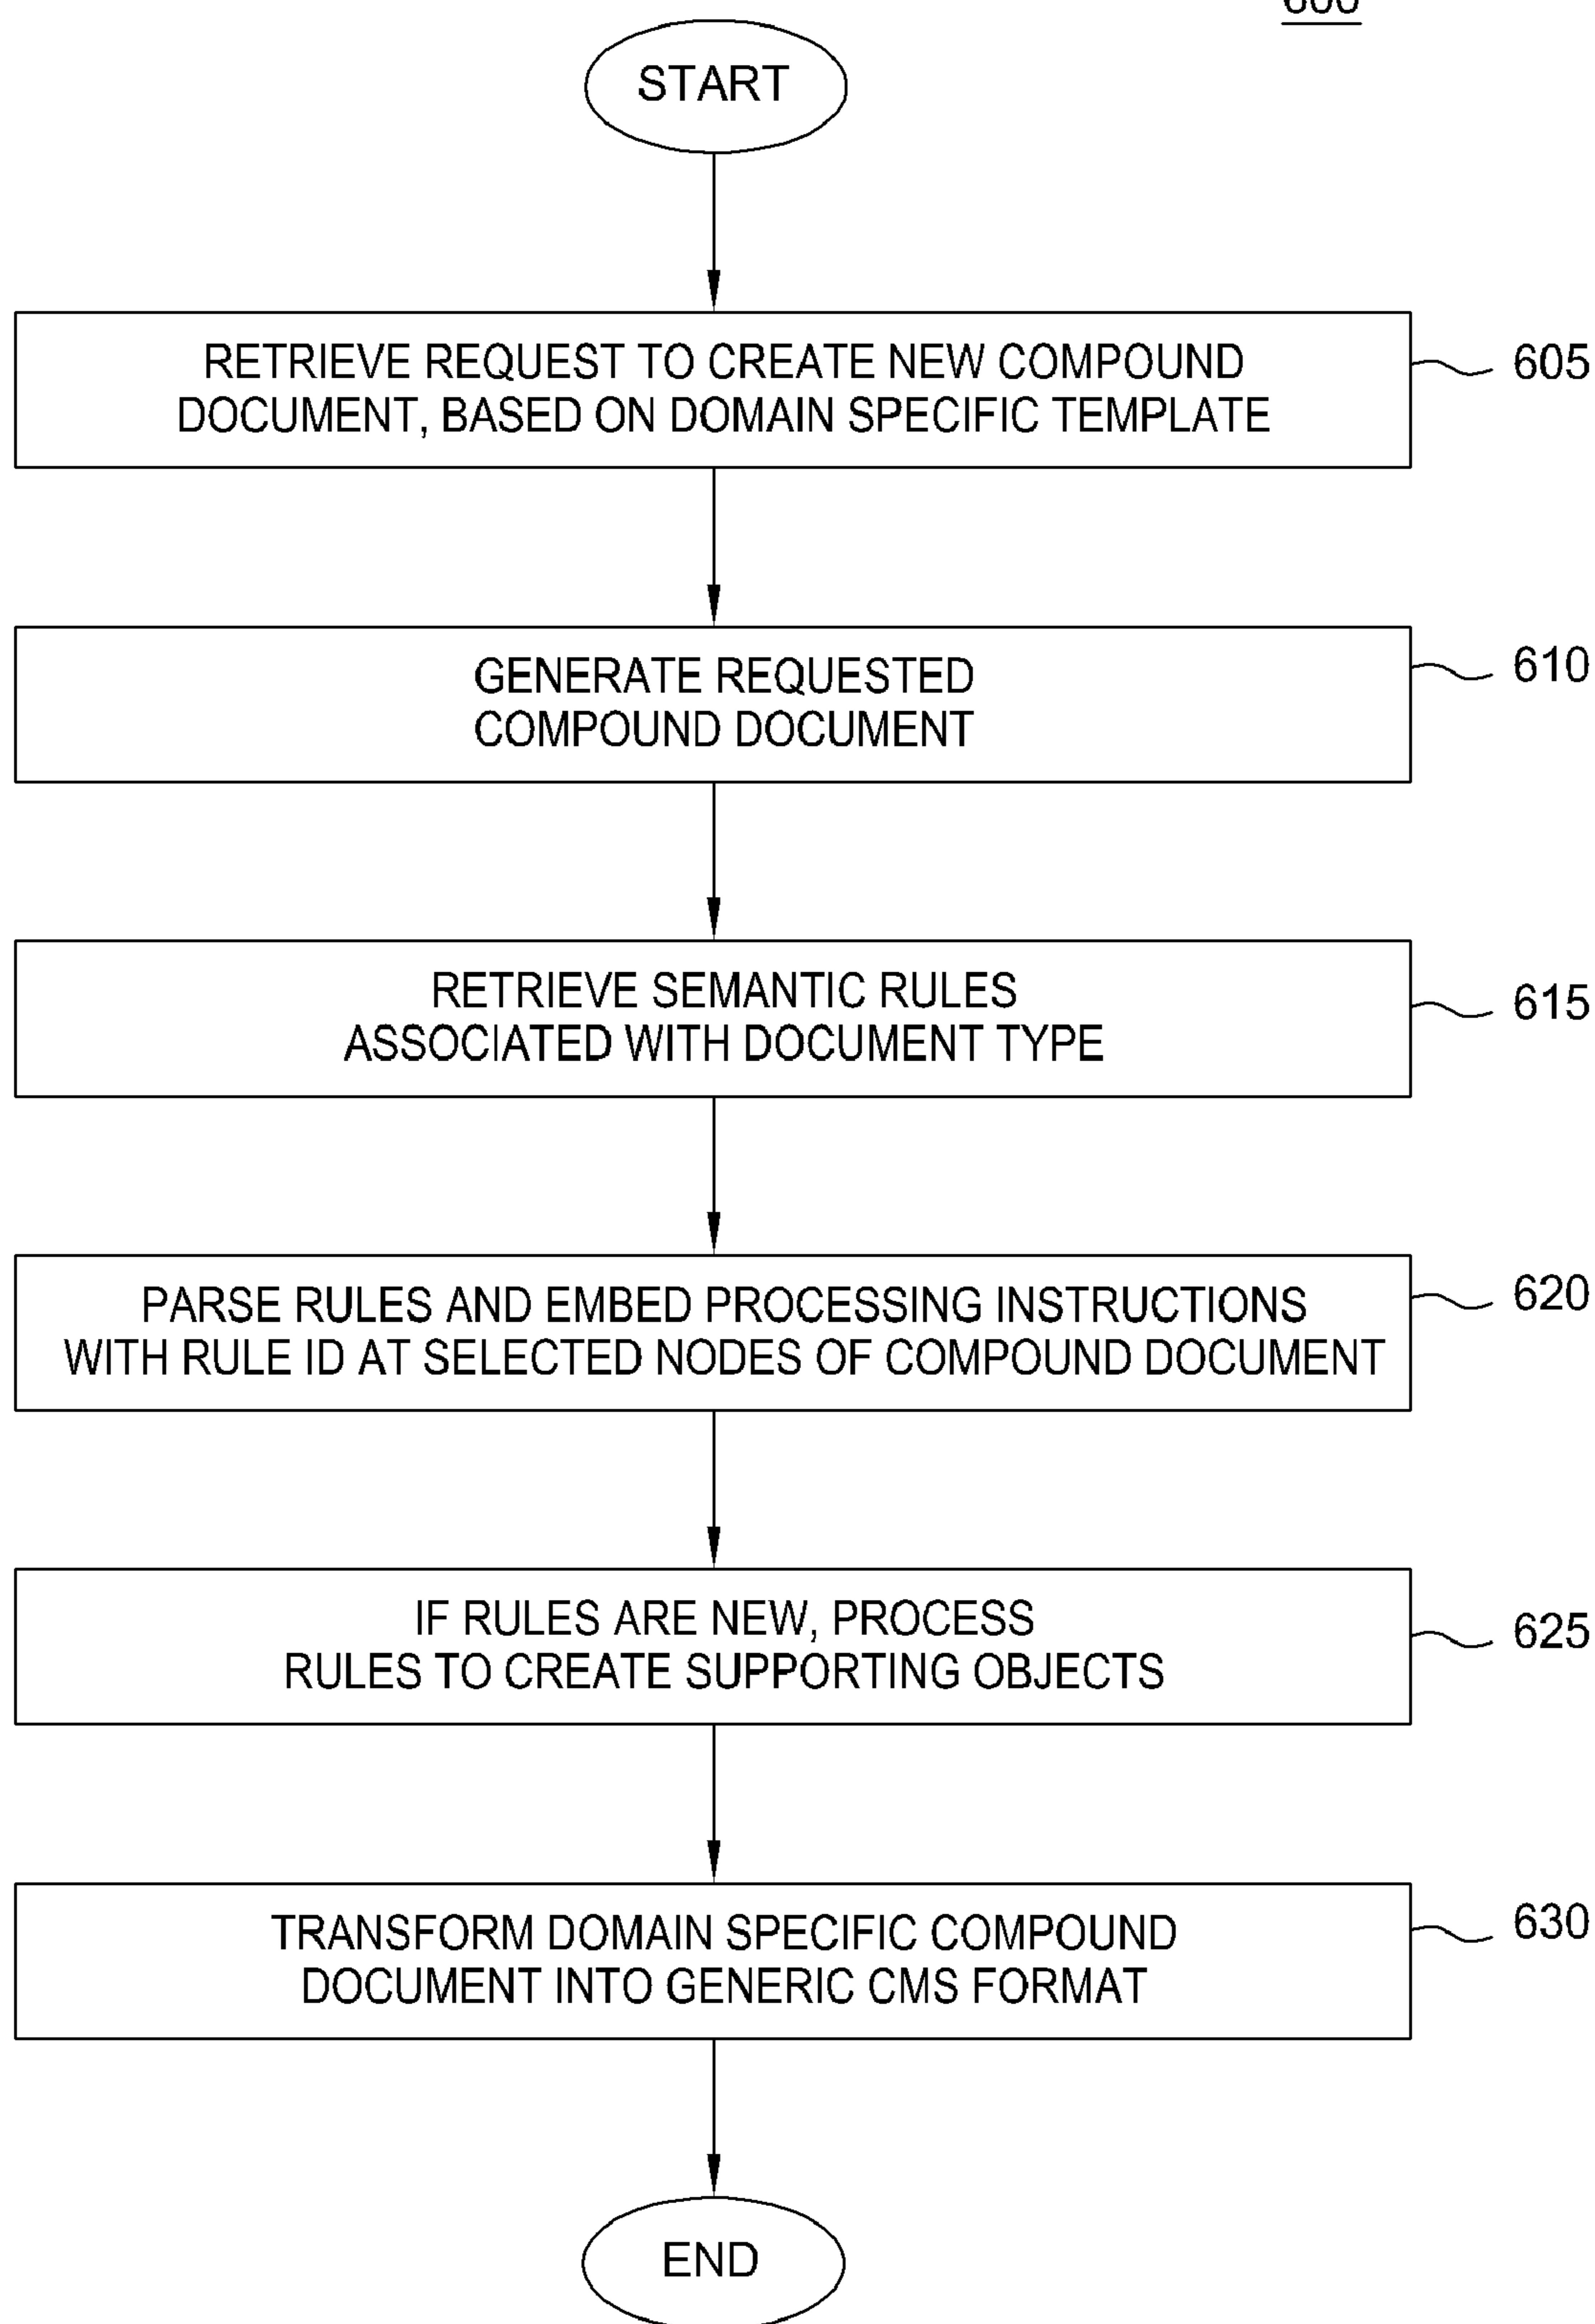 START
RETRIEVE REQUEST TO CREATE NEW COMPOUND
DOCUMENT, BASED ON DOMAIN SPECIFIC TEMPLATE
605
GENERATE REQUESTED
COMPOUND DOCUMENT
610
RETRIEVE SEMANTIC RULES
ASSOCIATED WITH DOCUMENT TYPE
615
PARSE RULES AND EMBED PROCESSING INSTRUCTIONS
WITH RULE ID AT SELECTED NODES OF COMPOUND DOCUMENT
620
IF RULES ARE NEW, PROCESS
RULES TO CREATE SUPPORTING OBJECTS
625
TRANSFORM DOMAIN SPECIFIC COMPOUND
DOCUMENT INTO GENERIC CMS FORMAT
630
END